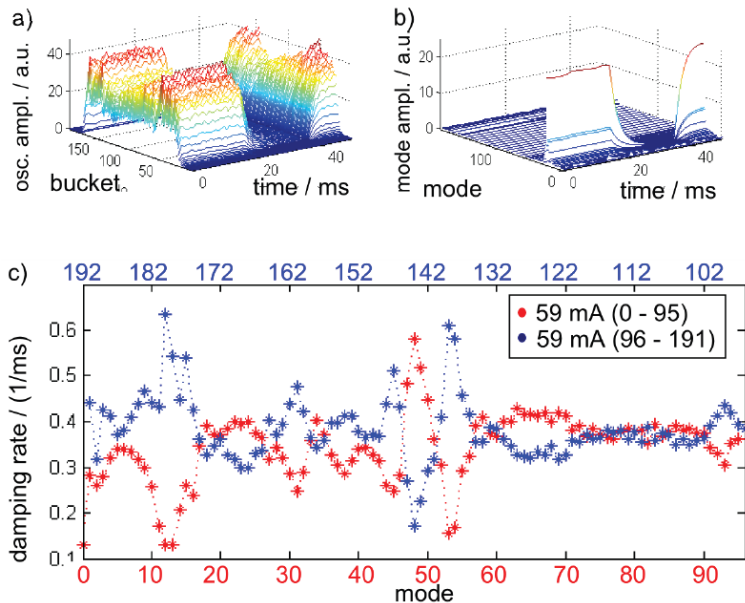 a)
osc. ampl. / a.u.
40
20
0
150
100
50
bucket
0
20
40
time / ms
b)
mode ampl. / a.u.
20
10
0
100
0
mode
0
20
40
time / ms
c)
192 182 172 162 152 142 132 122 112 102
damping rate / (1/ms)
0.6
0.5
0.4
0.3
0.2
0.1
59 mA (0 - 95)
59 mA (96 - 191)
0 10 20 30 40 50 60 70 80 90
mode